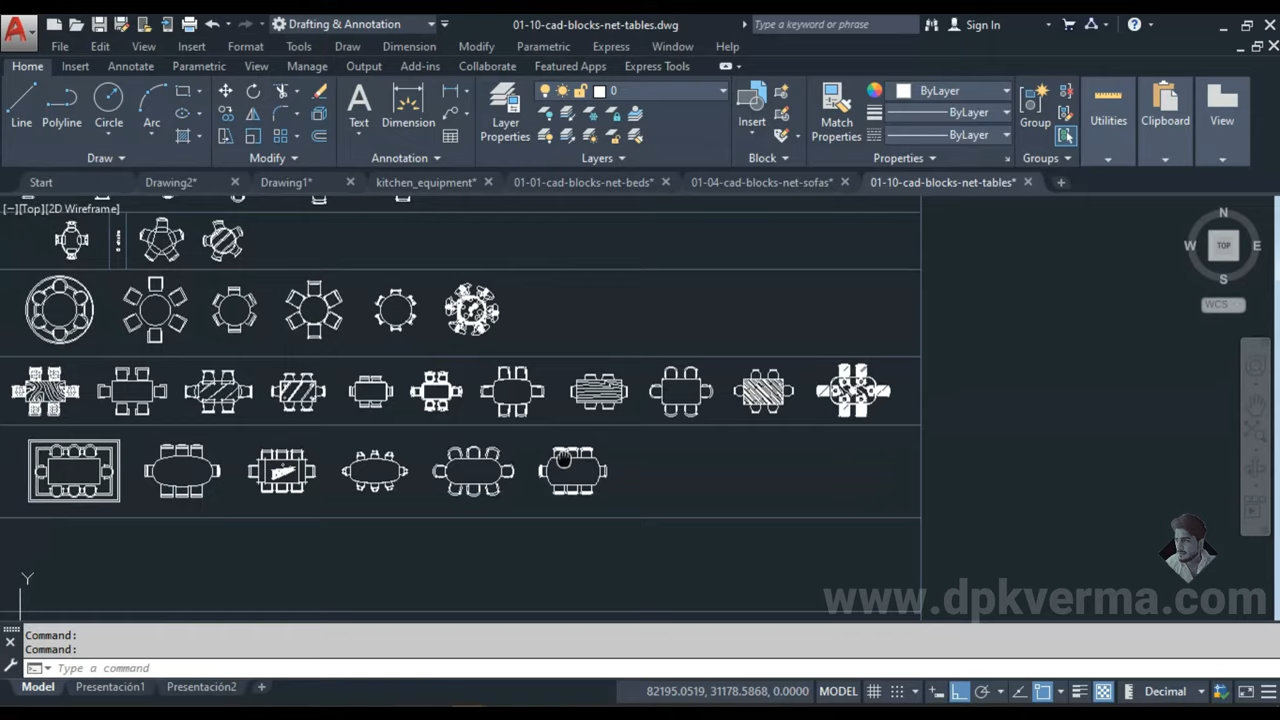 Drafting & Annotation
01-10-cad-blocks-net-tables.dwg
Type a keyword or phrase
Sign In
File Edit View Insert Format Tools Draw Dimension Modify Parametric Express Window Help
Home Insert Annotate Parametric View Manage Output Add-ins Collaborate Featured Apps Express Tools
0
ByLayer
ByLayer
ByLayer
Line Polyline Circle Arc
Text Dimension
Layer Properties
Insert
Match Properties
Group
Utilities
Clipboard
View
Draw Modify Annotation Layers Block Properties Groups
Start Drawing2* Drawing1* kitchen_equipment* 01-01-cad-blocks-net-beds* 01-04-cad-blocks-net-sofas* 01-10-cad-blocks-net-tables*
[−][Top][2D Wireframe]
N
W TOP E
S
WCS
Y
www.dpkverma.com
Command:
Command:
Type a command
Model Presentación1 Presentación2
82195.0519, 31178.5868, 0.0000 MODEL Decimal